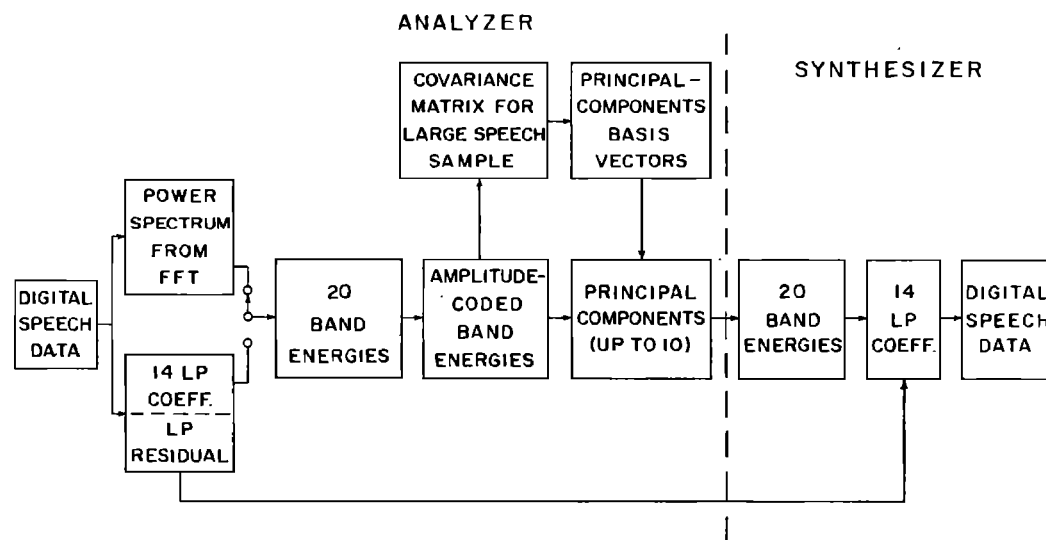 ANALYZER
SYNTHESIZER
COVARIANCE
MATRIX FOR
LARGE SPEECH
SAMPLE
PRINCIPAL-
COMPONENTS
BASIS
VECTORS
POWER
SPECTRUM
FROM
FFT
DIGITAL
SPEECH
DATA
14 LP
COEFF.
LP
RESIDUAL
20
BAND
ENERGIES
AMPLITUDE-
CODED
BAND
ENERGIES
PRINCIPAL
COMPONENTS
(UP TO 10)
20
BAND
ENERGIES
14
LP
COEFF.
DIGITAL
SPEECH
DATA